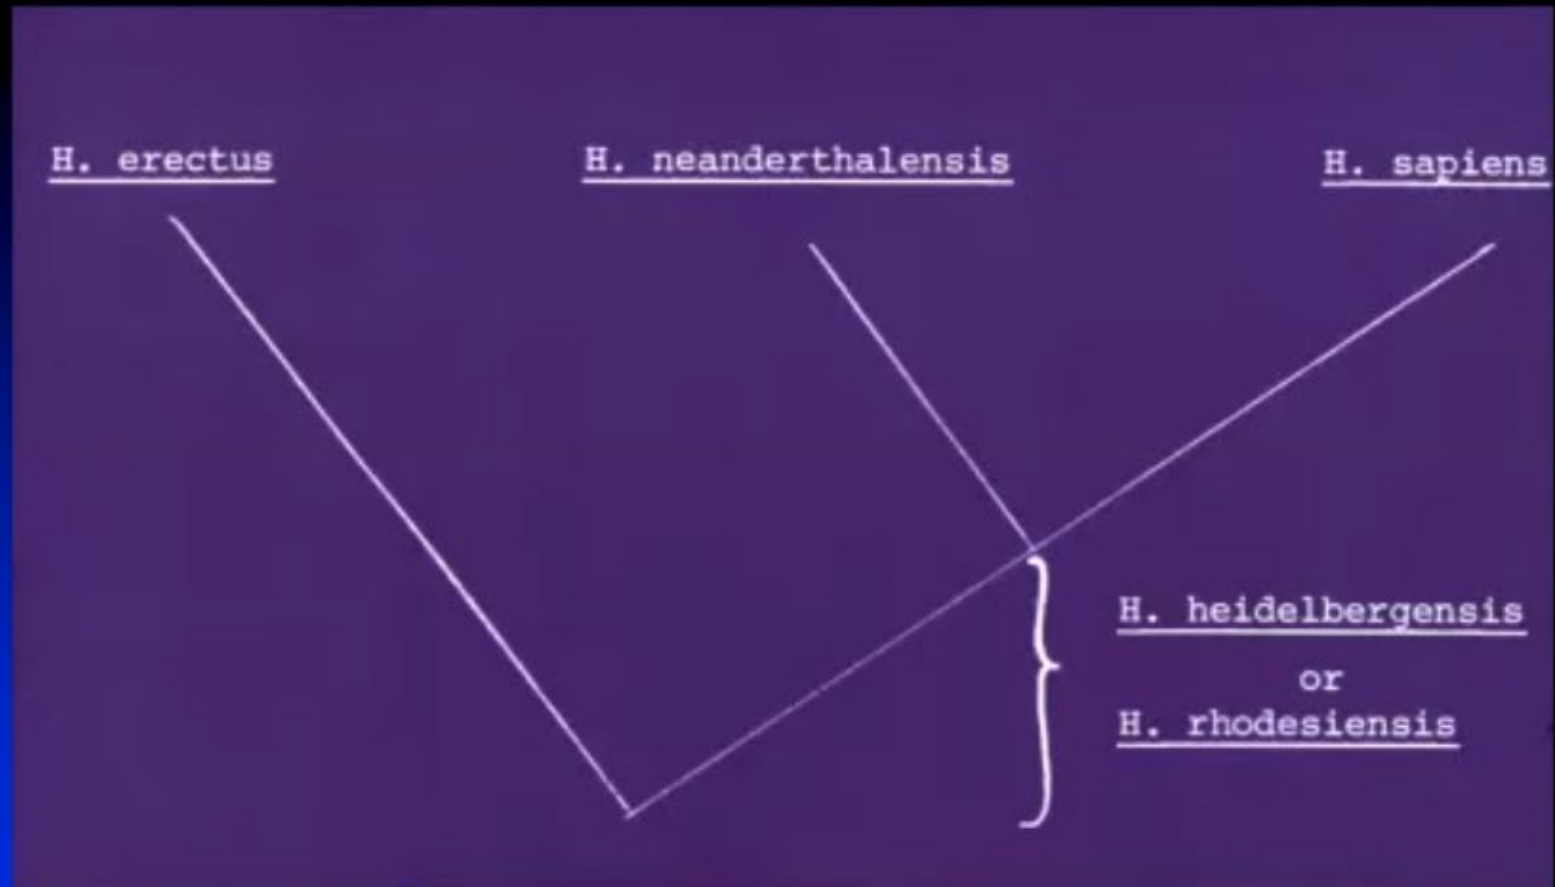 H. erectus
H. neanderthalensis
H. sapiens
H. heidelbergensis
or
H. rhodesiensis